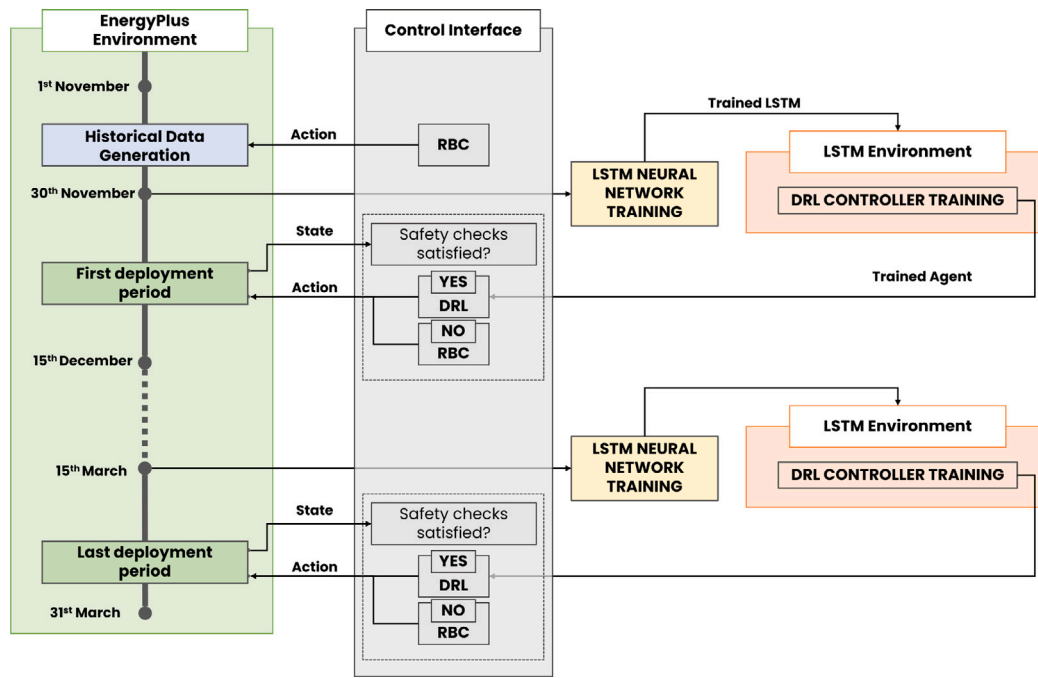 EnergyPlus
Environment
Control Interface
1st November
Trained LSTM
Historical Data
Generation
Action
RBC
LSTM Environment
30th November
LSTM NEURAL
NETWORK
TRAINING
DRL CONTROLLER TRAINING
State
Safety checks
satisfied?
First deployment
period
Action
YES
DRL
Trained Agent
NO
RBC
15th December
LSTM Environment
15th March
LSTM NEURAL
NETWORK
TRAINING
DRL CONTROLLER TRAINING
State
Safety checks
satisfied?
Last deployment
period
Action
YES
DRL
NO
RBC
31st March